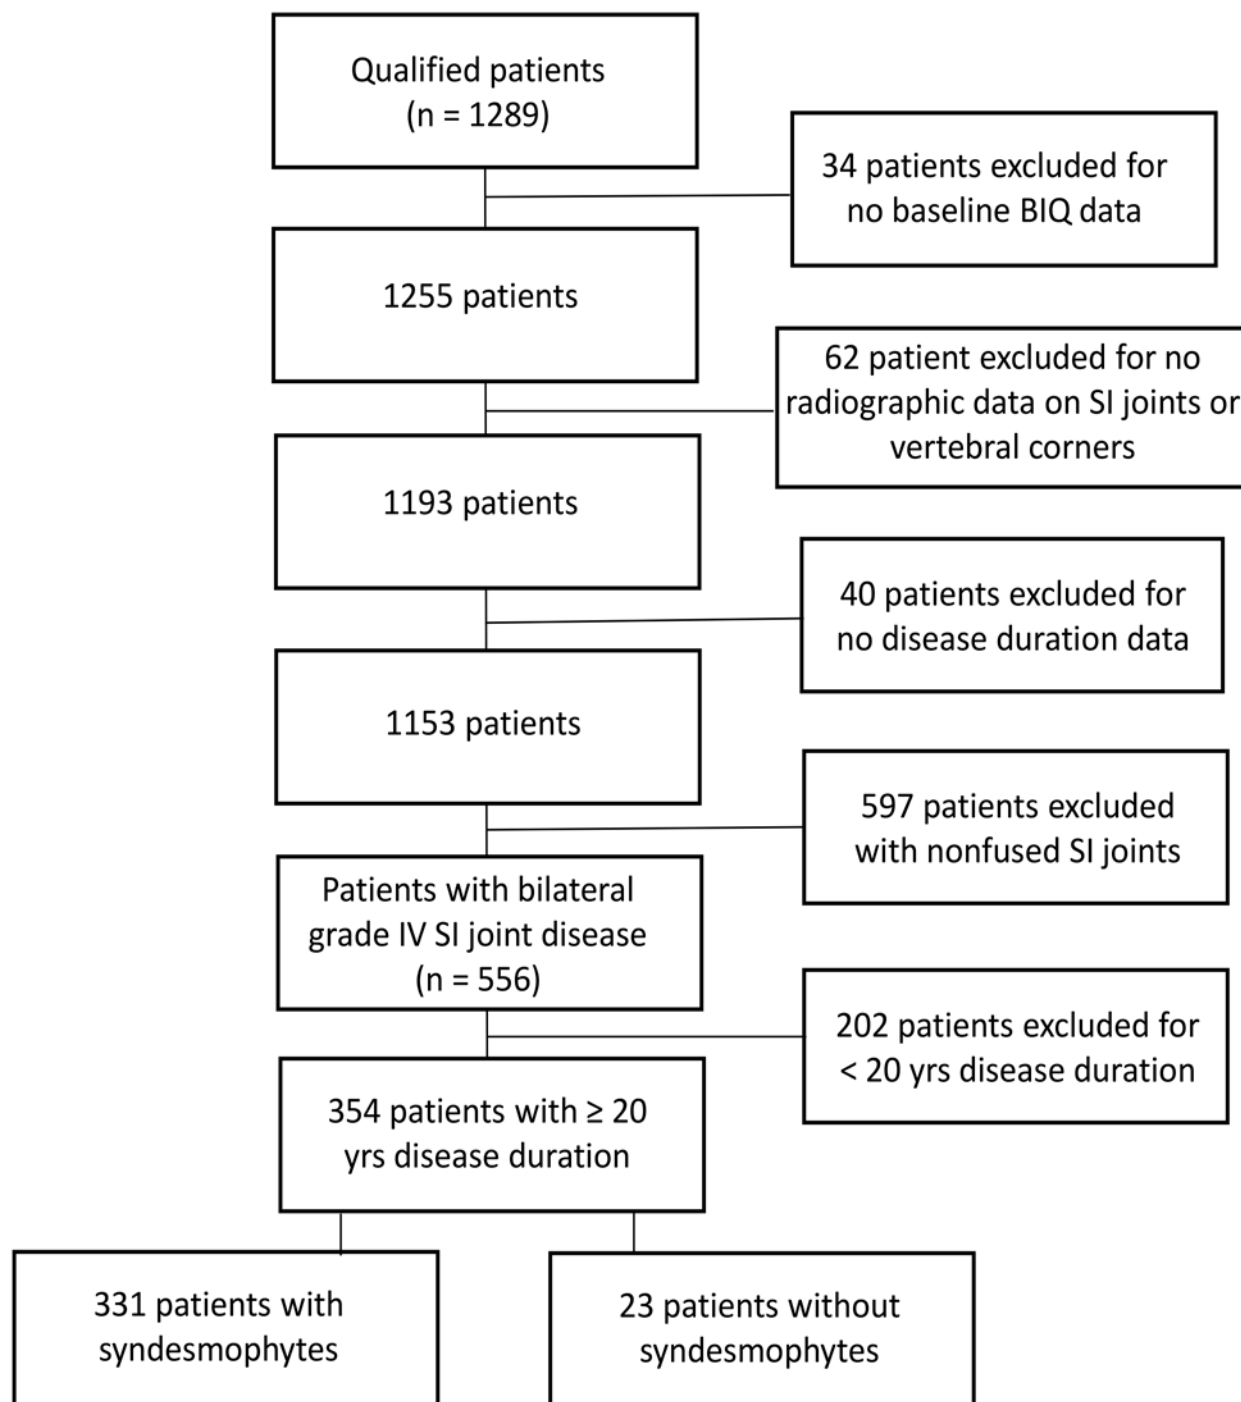 Qualified patients
(n = 1289)
34 patients excluded for
no baseline BIQ data
1255 patients
62 patient excluded for no
radiographic data on SI joints or
vertebral corners
1193 patients
40 patients excluded for
no disease duration data
1153 patients
597 patients excluded
with nonfused SI joints
Patients with bilateral
grade IV SI joint disease
(n = 556)
202 patients excluded for
< 20 yrs disease duration
354 patients with ≥ 20
yrs disease duration
331 patients with
syndesmophytes
23 patients without
syndesmophytes